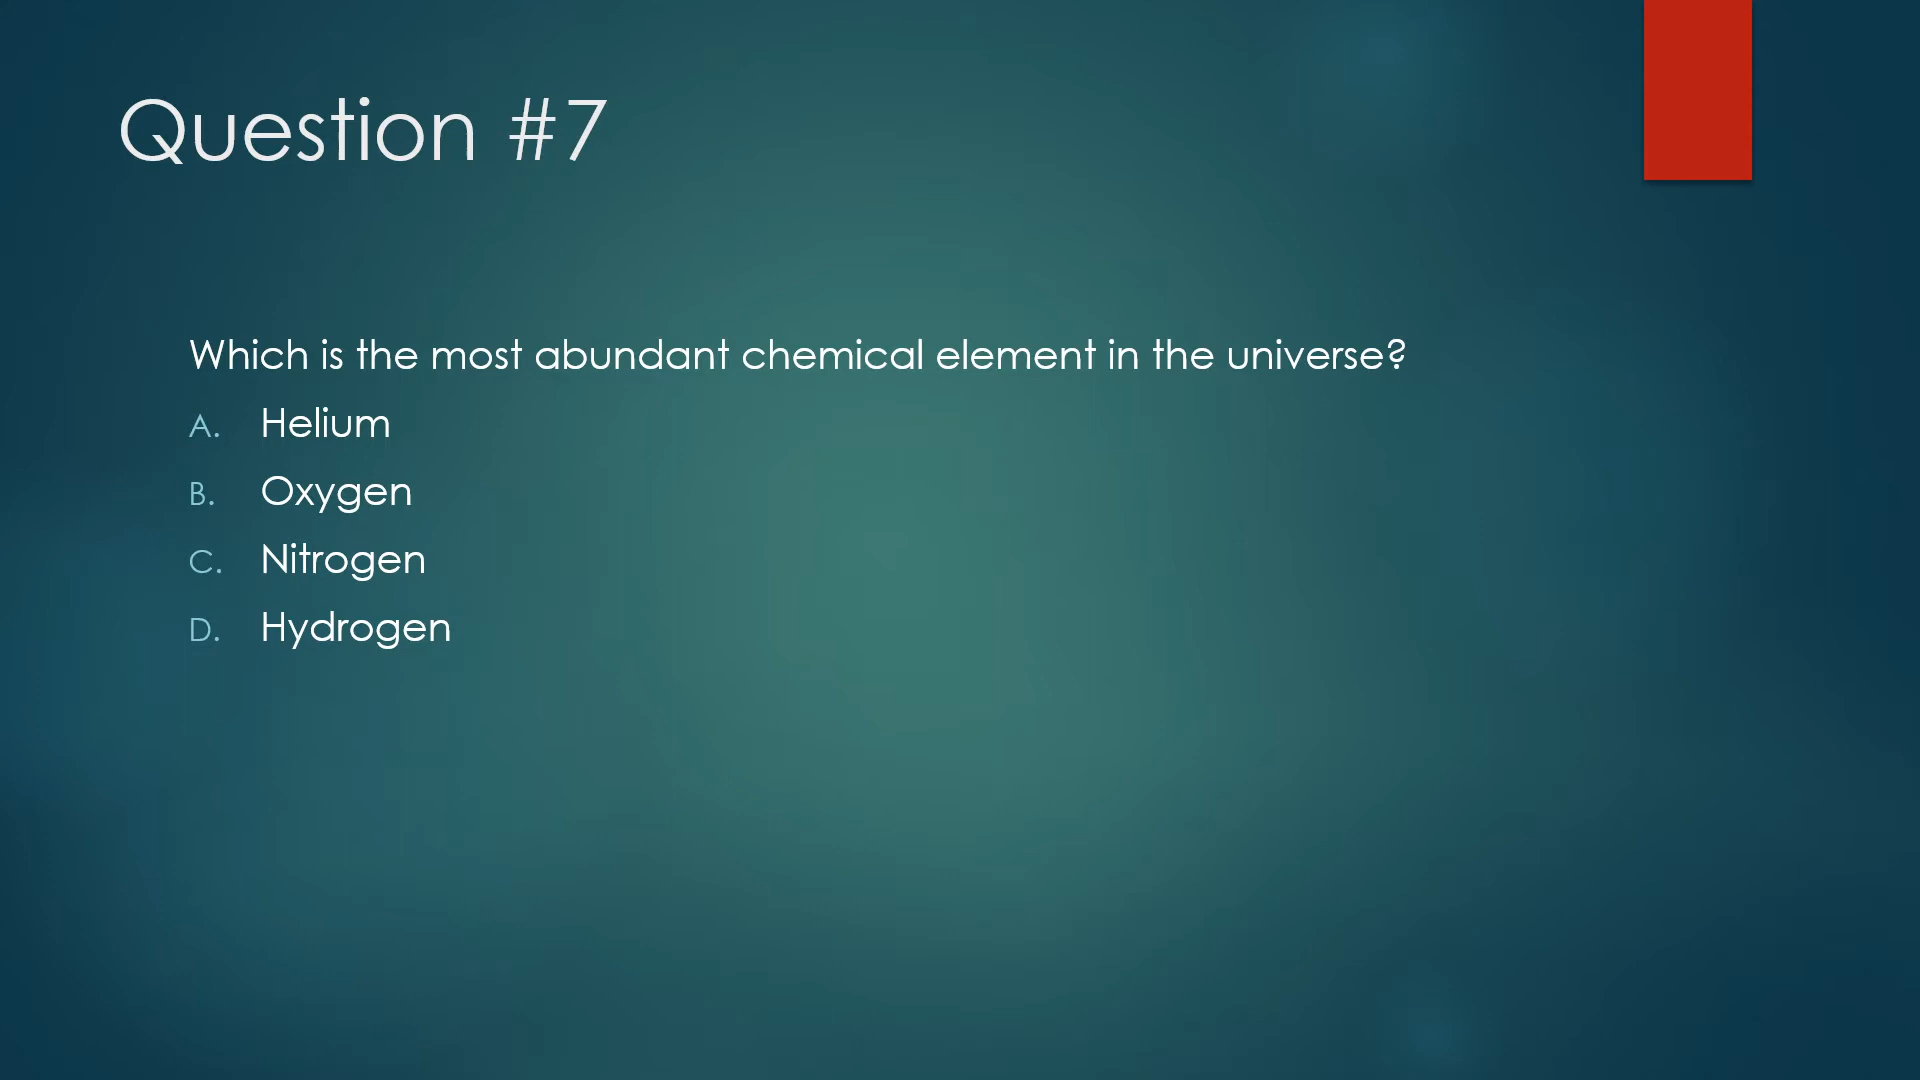 Question #7
Which is the most abundant chemical element in the universe?
A. Helium
B. Oxygen
C. Nitrogen
D. Hydrogen